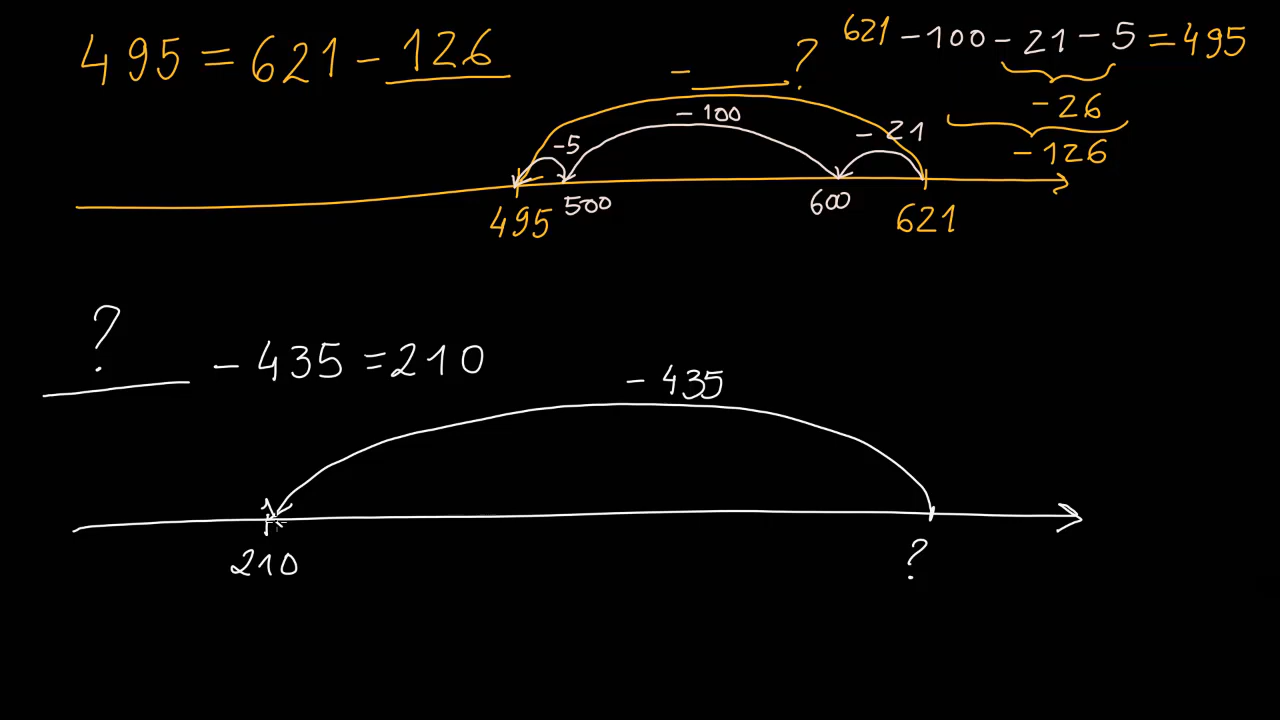 495 = 621 - 126
621 - 100 - 21 - 5 = 495
- 26
- 126
- ___ ?
- 100
- 5
- 21
495 500 600 621
? - 435 = 210
- 435
210 ?